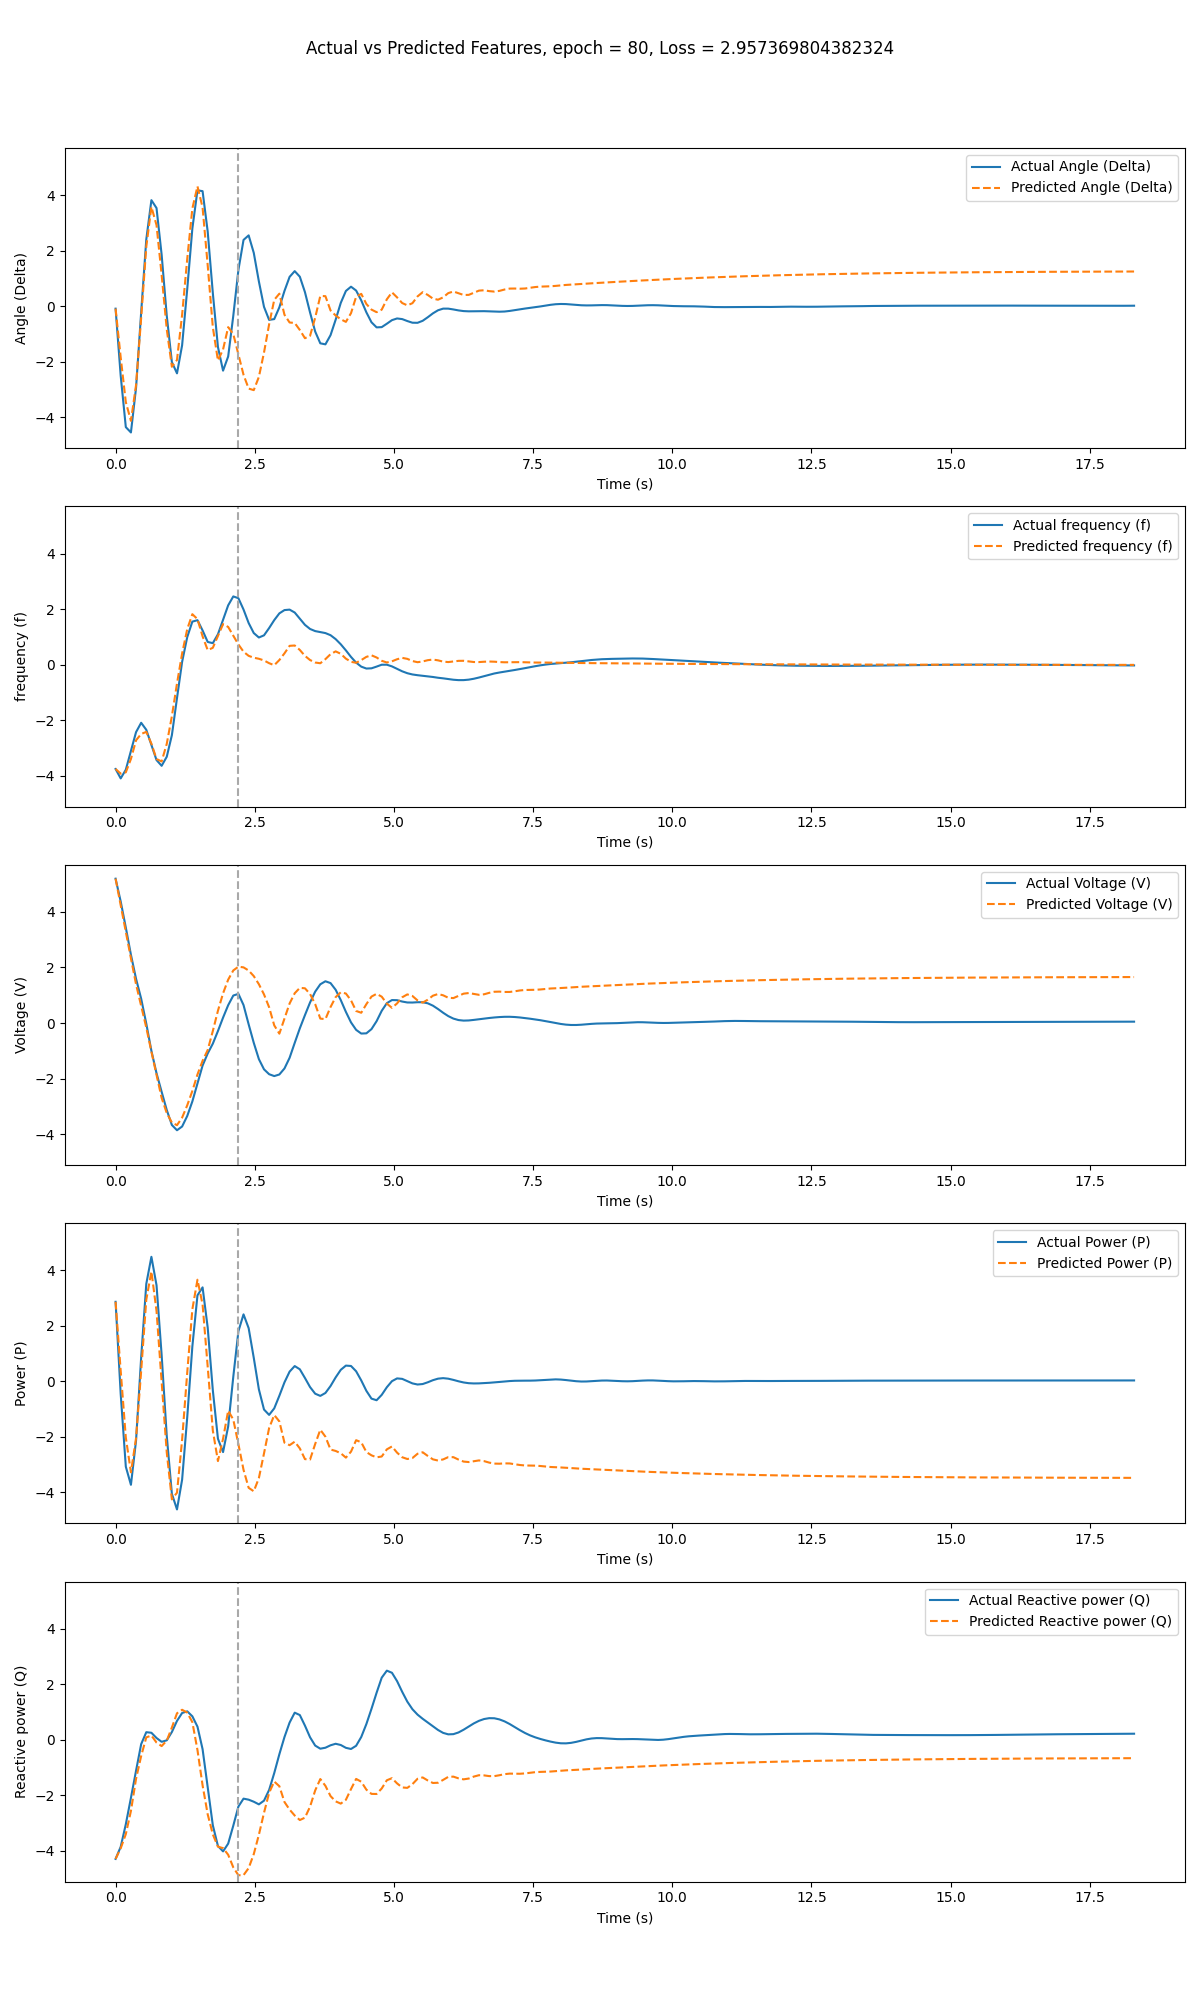 Actual vs Predicted Features, epoch = 80, Loss = 2.957369804382324
Actual Angle (Delta)
Predicted Angle (Delta)
Angle (Delta)
4
2
0
−2
−4
0.0 2.5 5.0 7.5 10.0 12.5 15.0 17.5
Time (s)
Actual frequency (f)
Predicted frequency (f)
frequency (f)
4
2
0
−2
−4
0.0 2.5 5.0 7.5 10.0 12.5 15.0 17.5
Time (s)
Actual Voltage (V)
Predicted Voltage (V)
Voltage (V)
4
2
0
−2
−4
0.0 2.5 5.0 7.5 10.0 12.5 15.0 17.5
Time (s)
Actual Power (P)
Predicted Power (P)
Power (P)
4
2
0
−2
−4
0.0 2.5 5.0 7.5 10.0 12.5 15.0 17.5
Time (s)
Actual Reactive power (Q)
Predicted Reactive power (Q)
Reactive power (Q)
4
2
0
−2
−4
0.0 2.5 5.0 7.5 10.0 12.5 15.0 17.5
Time (s)